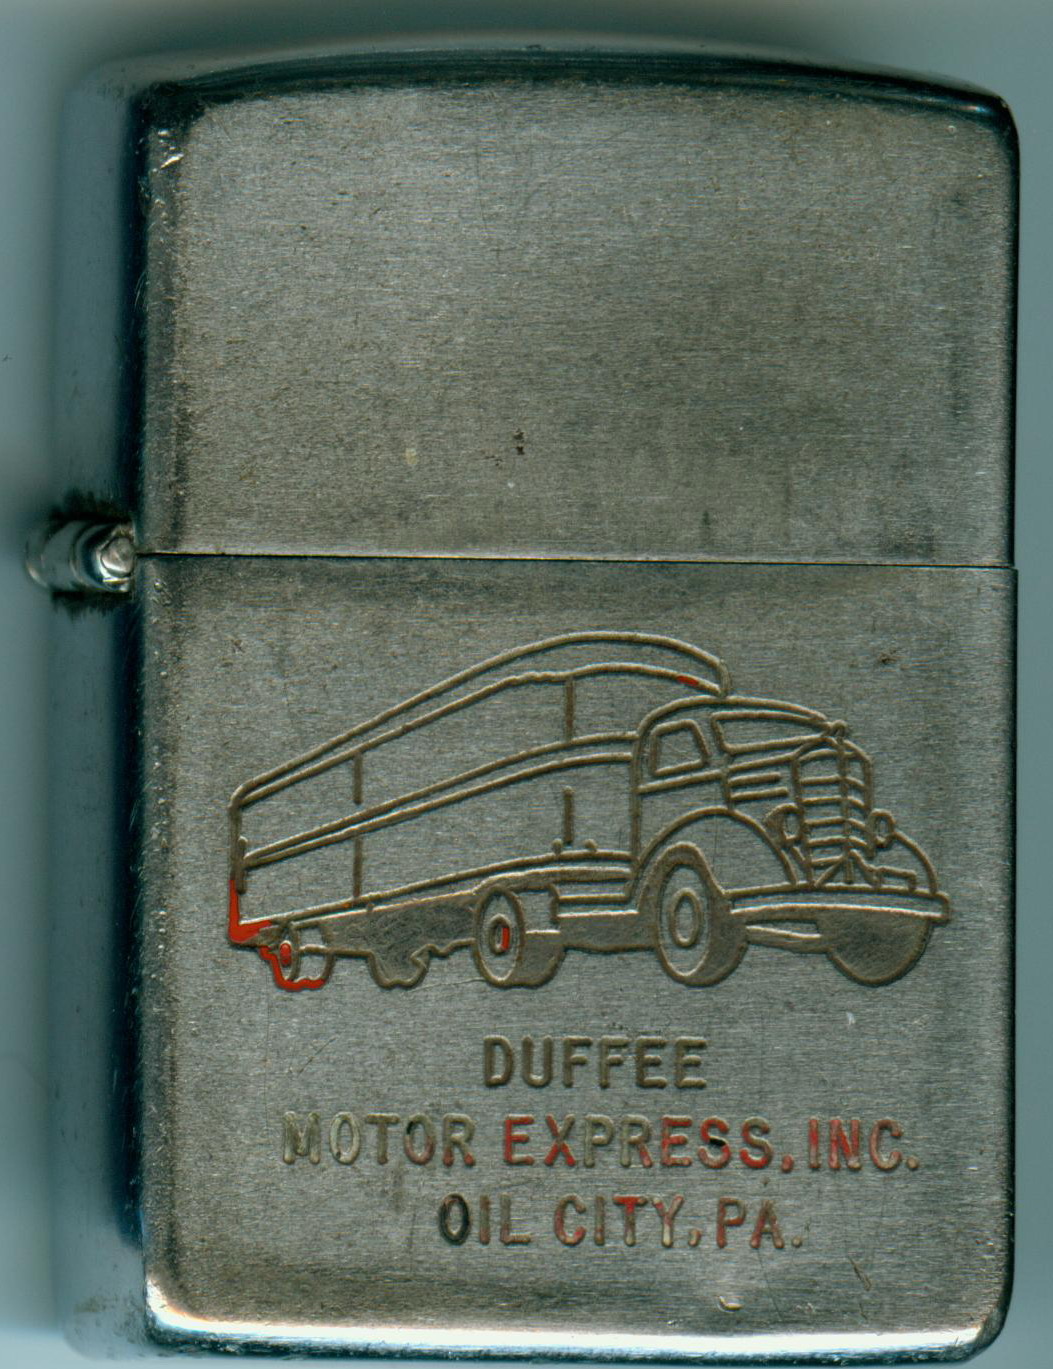 DUFFEE
MOTOR EXPRESS, INC.
OIL CITY, PA.